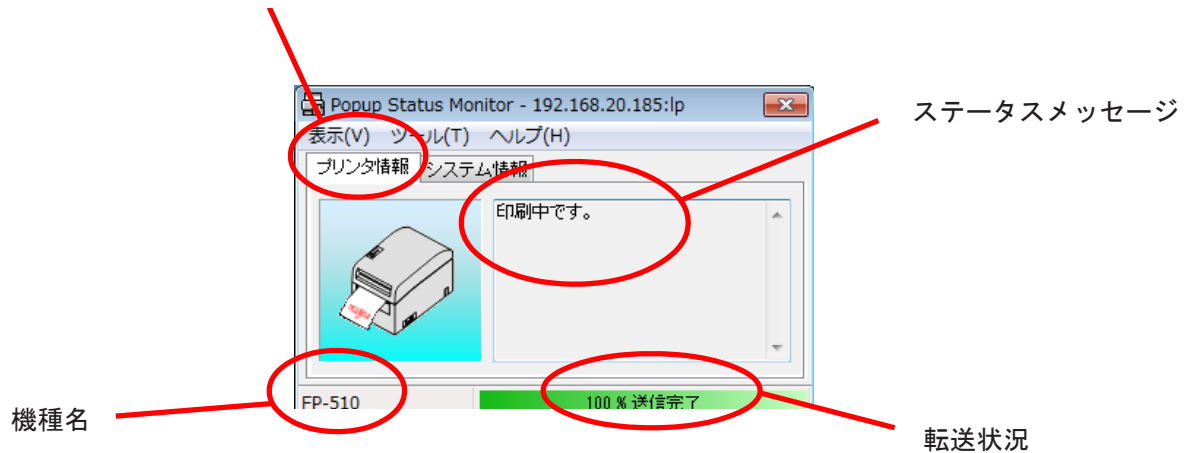 Popup Status Monitor - 192.168.20.185:lp
ステータスメッセージ
表示(V) ツール(T) ヘルプ(H)
プリンタ情報 システム情報
印刷中です。
FP-510
100 % 送信完了
機種名
転送状況